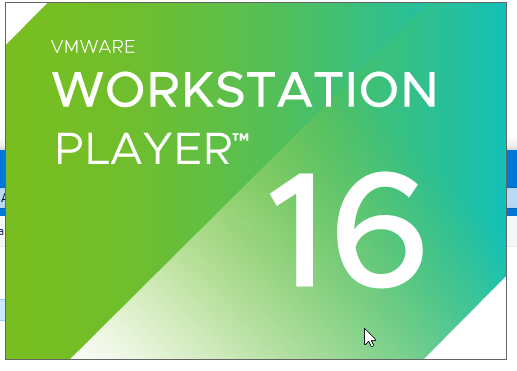 VMWARE
WORKSTATION
PLAYER™
16